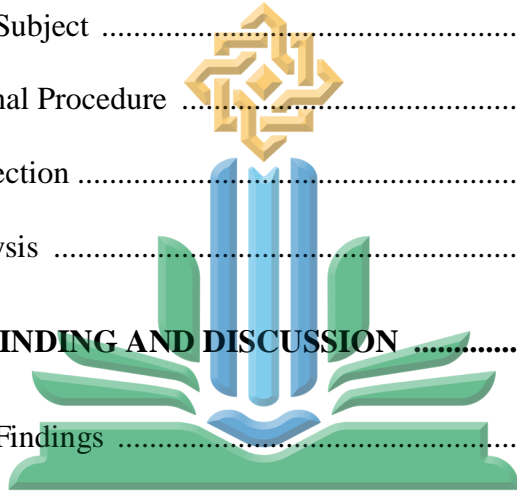 Subject ........................................................
nal Procedure .............................................
ection ...........................................................
ysis ..............................................................
INDING AND DISCUSSION .............
Findings ......................................................